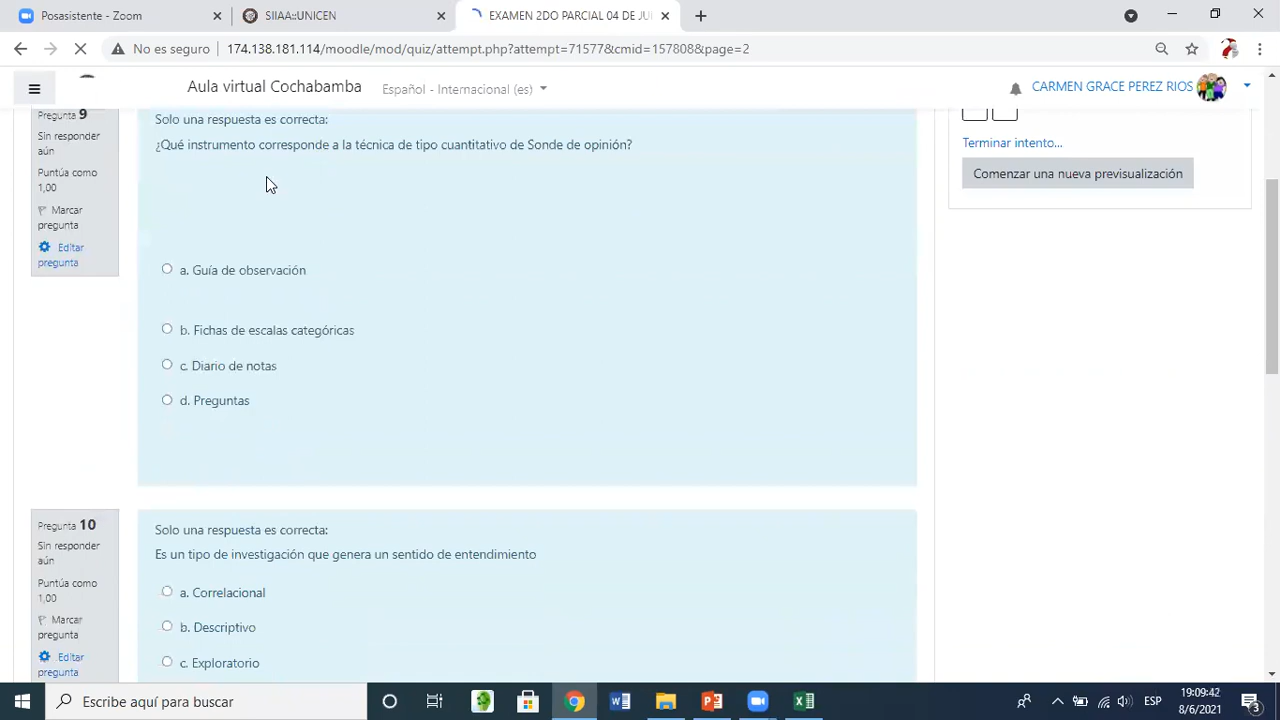 Posasistente - Zoom
SIIAA::UNICEN
EXAMEN 2DO PARCIAL 04 DE JU
No es seguro
174.138.181.114/moodle/mod/quiz/attempt.php?attempt=71577&cmid=157808&page=2
Aula virtual Cochabamba
Español - Internacional (es)
CARMEN GRACE PEREZ RIOS
Pregunta 9
Sin responder
aún
Puntúa como
1,00
Marcar
pregunta
Editar
pregunta
Solo una respuesta es correcta:
¿Qué instrumento corresponde a la técnica de tipo cuantitativo de Sonde de opinión?
a. Guía de observación
b. Fichas de escalas categóricas
c. Diario de notas
d. Preguntas
Terminar intento...
Comenzar una nueva previsualización
Pregunta 10
Sin responder
aún
Puntúa como
1,00
Marcar
pregunta
Editar
pregunta
Solo una respuesta es correcta:
Es un tipo de investigación que genera un sentido de entendimiento
a. Correlacional
b. Descriptivo
c. Exploratorio
Escribe aquí para buscar
ESP
19:09:42
8/6/2021
3